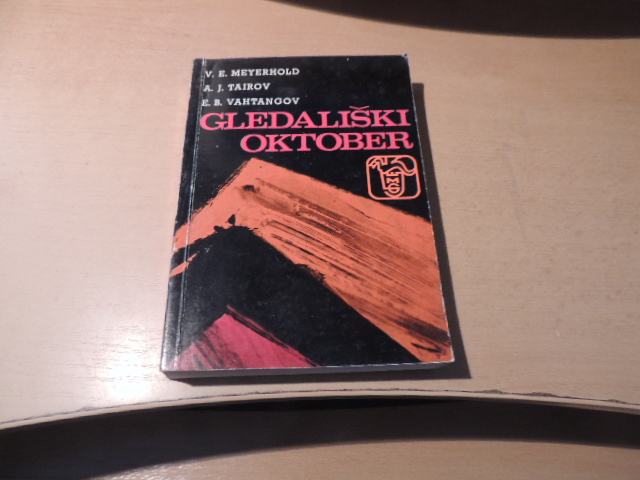 V. E. MEYERHOLD
A. J. TAIROV
E. B. VAHTANGOV
GLEDALIŠKI
OKTOBER